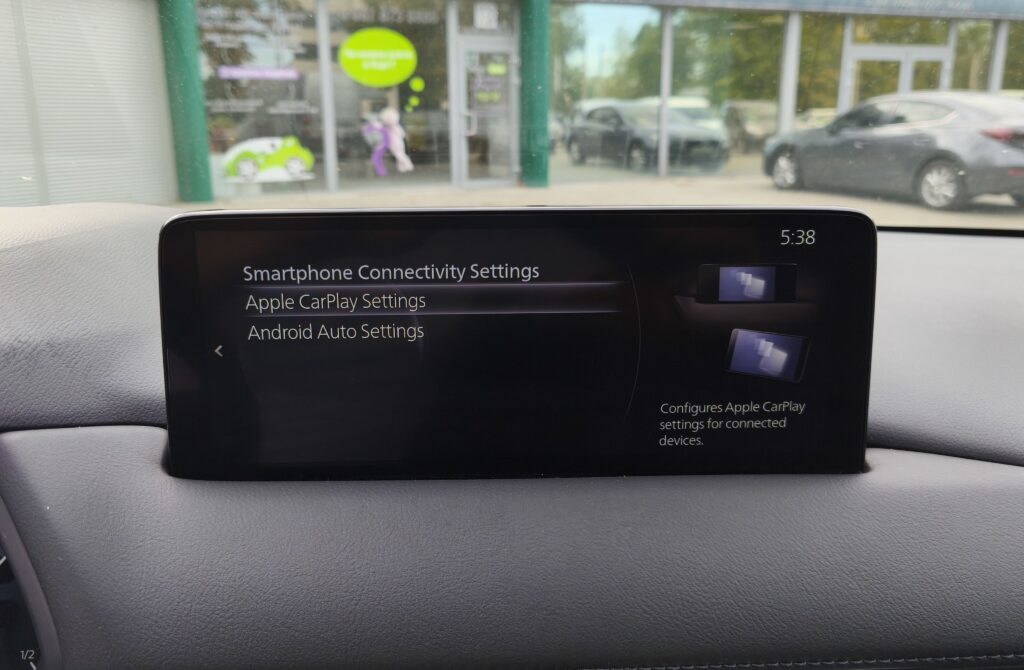 5:38
Smartphone Connectivity Settings
Apple CarPlay Settings
Android Auto Settings
Configures Apple CarPlay
settings for connected
devices.
1/2